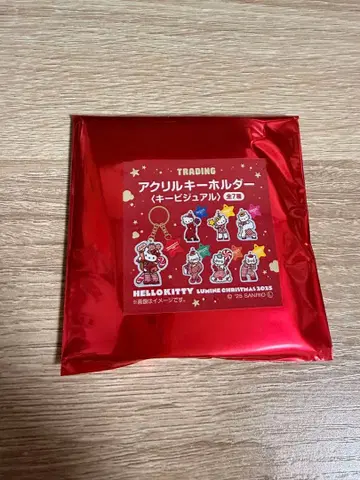 TRADING
アクリルキーホルダー
〈キービジュアル〉 全7種
HELLO KITTY LUMINE CHRISTMAS 2025
※画像はイメージです。
© '25 SANRIO Ⓛ